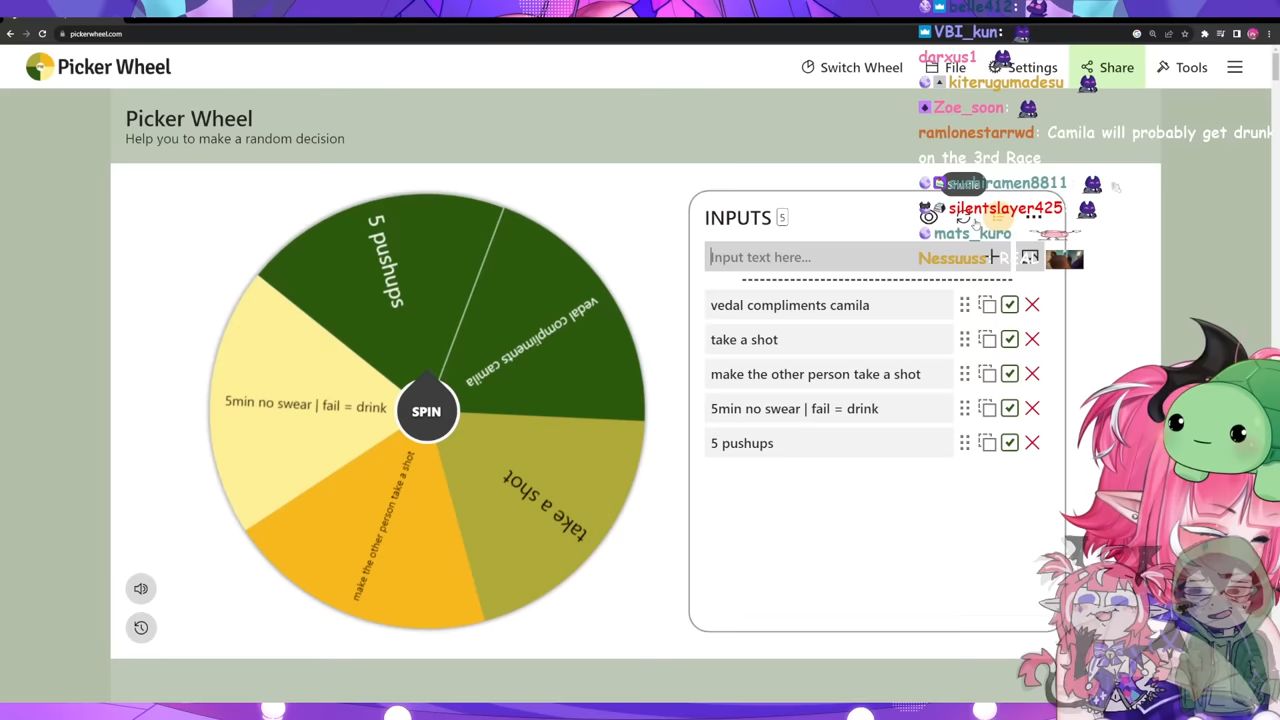 pickerwheel.com
Picker Wheel
Switch Wheel
File
Settings
Share
Tools
Picker Wheel
Help you to make a random decision
5 pushups
vedal compliments camila
take a shot
make the other person take a shot
5min no swear | fail = drink
SPIN
Shuffle
INPUTS 5
Input text here...
vedal compliments camila
take a shot
make the other person take a shot
5min no swear | fail = drink
5 pushups
belle412:
VBI_kun:
darxus1
kiterugumadesu
Zoe_soon:
ramlonestarrwd: Camila will probably get drunk
on the 3rd Race
silentslayer425
mats_kuro
Nessuuss